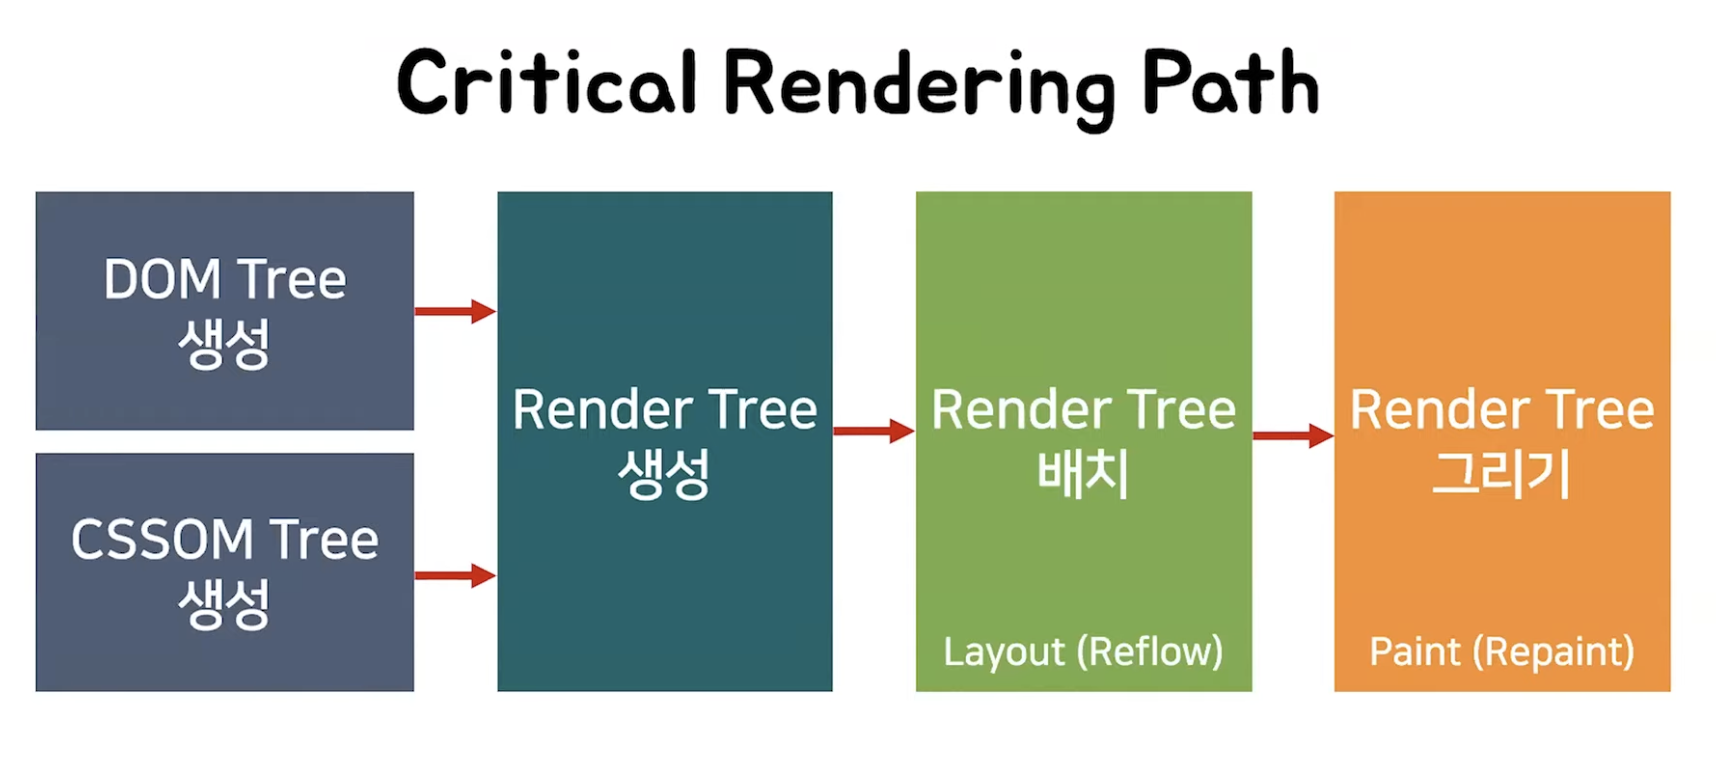 Critical Rendering Path
DOM Tree
생성
CSSOM Tree
생성
Render Tree
생성
Render Tree
배치
Layout (Reflow)
Render Tree
그리기
Paint (Repaint)